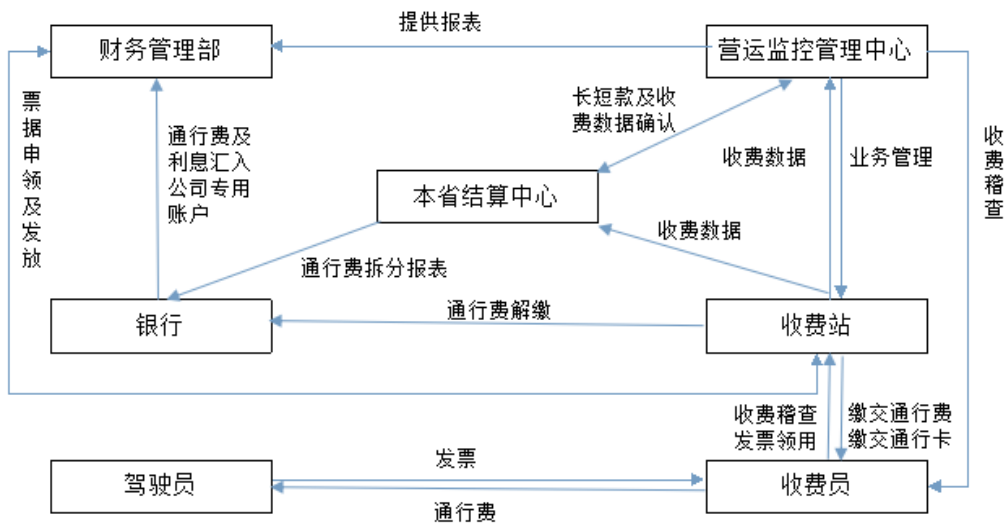 提供报表
财务管理部
营运监控管理中心
票据申领及发放
长短款及收
费数据确认
通行费及
利息汇入
公司专用
账户
收费数据
业务管理
收费稽查
本省结算中心
收费数据
通行费拆分报表
银行
通行费解缴
收费站
收费稽查
发票领用
缴交通行费
缴交通行卡
驾驶员
发票
收费员
通行费